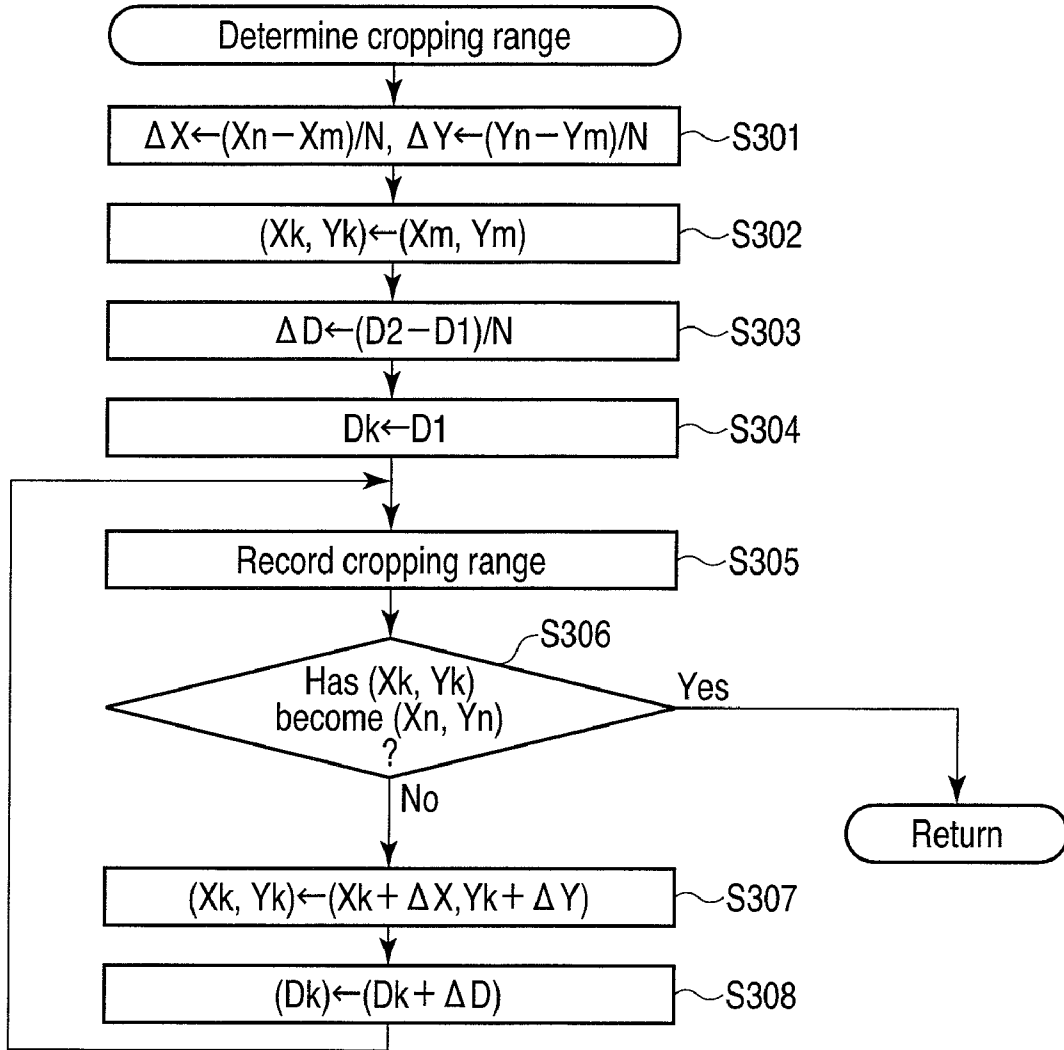 Determine cropping range
ΔX←(Xn－Xm)/N, ΔY←(Yn－Ym)/N
S301
(Xk, Yk)←(Xm, Ym)
S302
ΔD←(D2－D1)/N
S303
Dk←D1
S304
Record cropping range
S305
S306
Has (Xk, Yk)
become (Xn, Yn)
?
Yes
No
Return
(Xk, Yk)←(Xk＋ΔX,Yk＋ΔY)
S307
(Dk)←(Dk＋ΔD)
S308